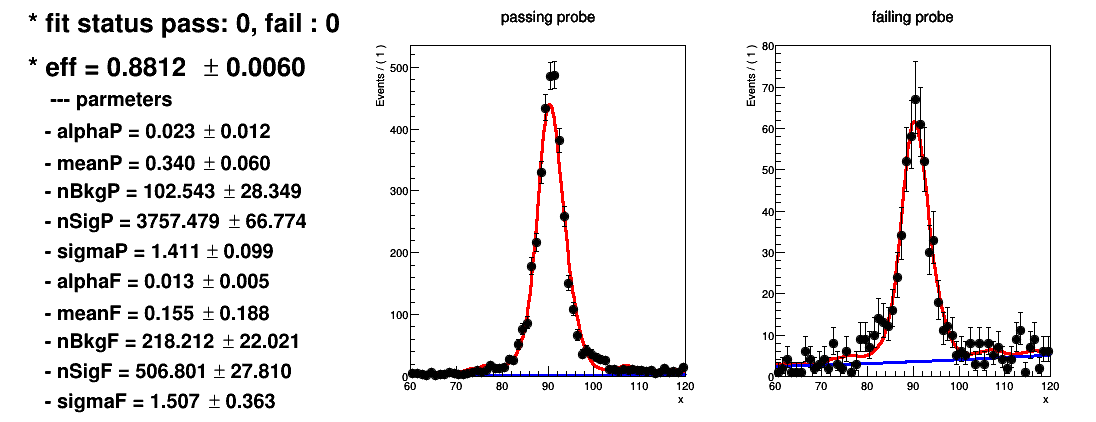 * fit status pass: 0, fail : 0
* eff = 0.8812 ± 0.0060
--- parmeters
- alphaP = 0.023 ± 0.012
- meanP = 0.340 ± 0.060
- nBkgP = 102.543 ± 28.349
- nSigP = 3757.479 ± 66.774
- sigmaP = 1.411 ± 0.099
- alphaF = 0.013 ± 0.005
- meanF = 0.155 ± 0.188
- nBkgF = 218.212 ± 22.021
- nSigF = 506.801 ± 27.810
- sigmaF = 1.507 ± 0.363
passing probe
Events / ( 1 )
500
400
300
200
100
0
60 70 80 90 100 110 120
x
failing probe
Events / ( 1 )
80
70
60
50
40
30
20
10
0
60 70 80 90 100 110 120
x